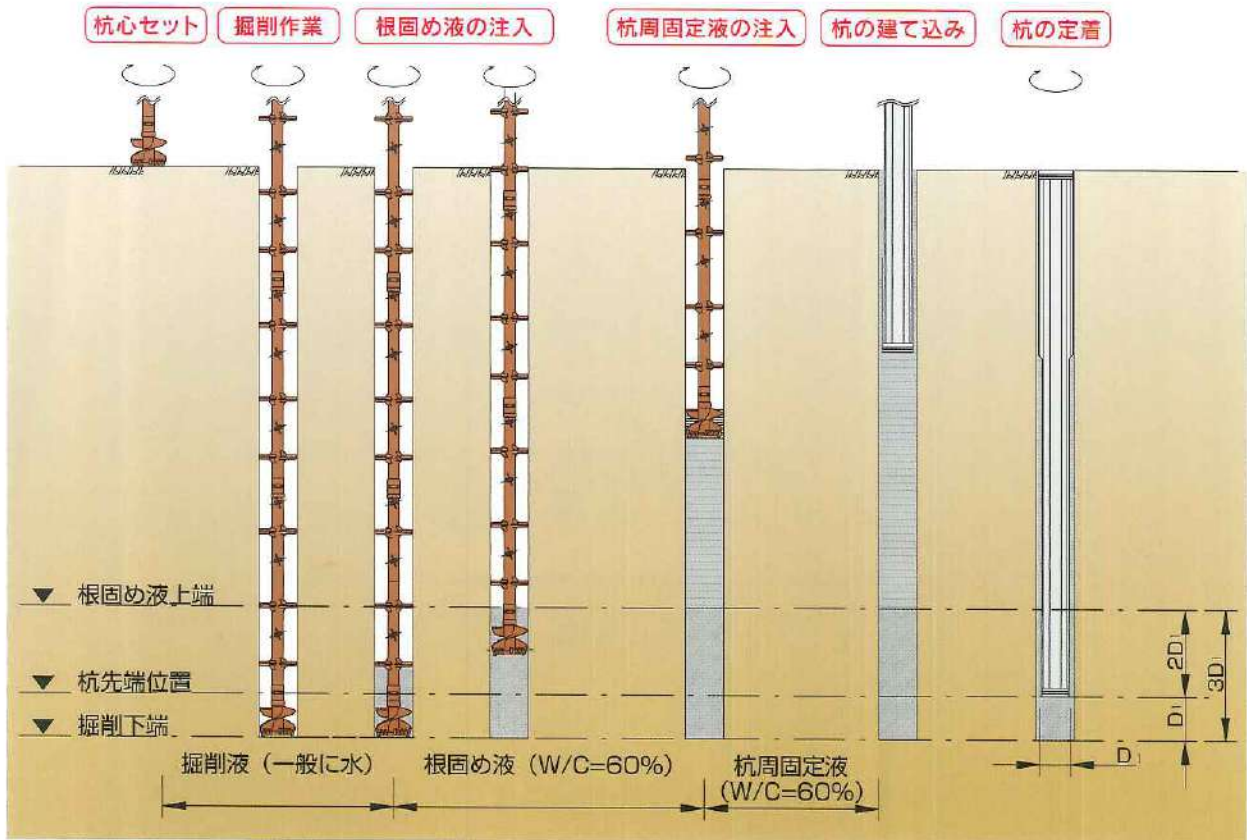 杭心セット
掘削作業
根固め液の注入
杭周固定液の注入
杭の建て込み
杭の定着
根固め液上端
杭先端位置
掘削下端
2D₁
3D₁
D₁
D₁
掘削液（一般に水）
根固め液（W/C=60%）
杭周固定液
(W/C=60%)